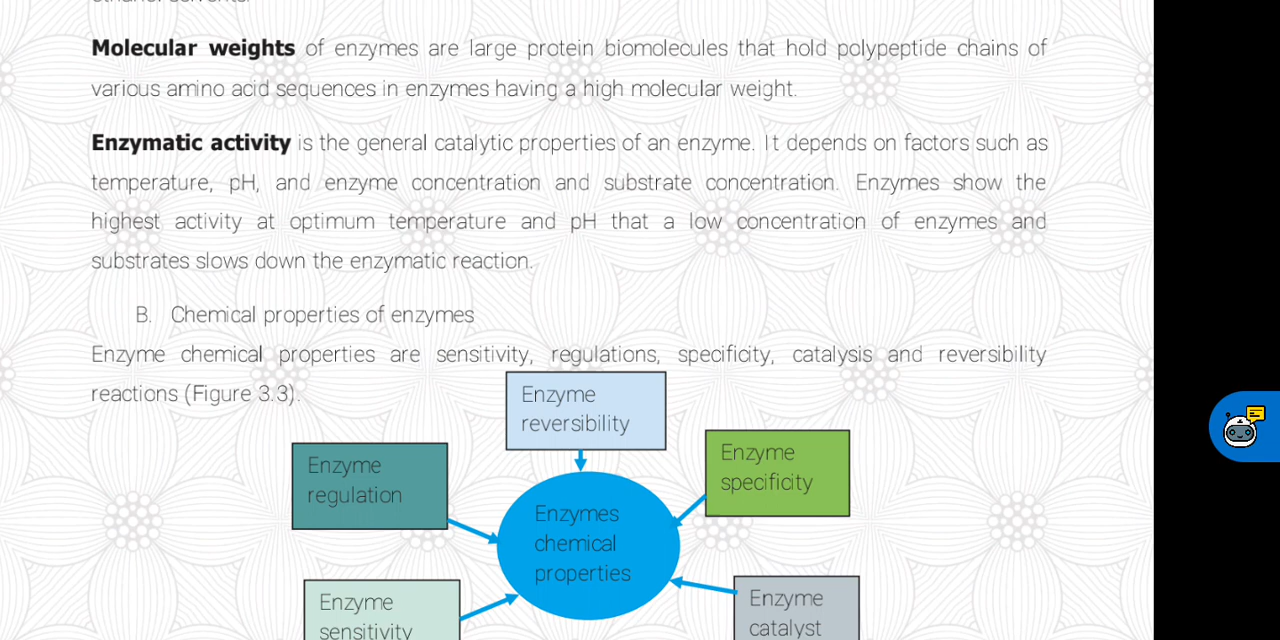 Molecular weights of enzymes are large protein biomolecules that hold polypeptide chains of
various amino acid sequences in enzymes having a high molecular weight.
Enzymatic activity is the general catalytic properties of an enzyme. It depends on factors such as
temperature, pH, and enzyme concentration and substrate concentration. Enzymes show the
highest activity at optimum temperature and pH that a low concentration of enzymes and
substrates slows down the enzymatic reaction.
B. Chemical properties of enzymes
Enzyme chemical properties are sensitivity, regulations, specificity, catalysis and reversibility
reactions (Figure 3.3).
Enzyme
reversibility
Enzyme
specificity
Enzyme
regulation
Enzymes
chemical
properties
Enzyme
sensitivity
Enzyme
catalyst